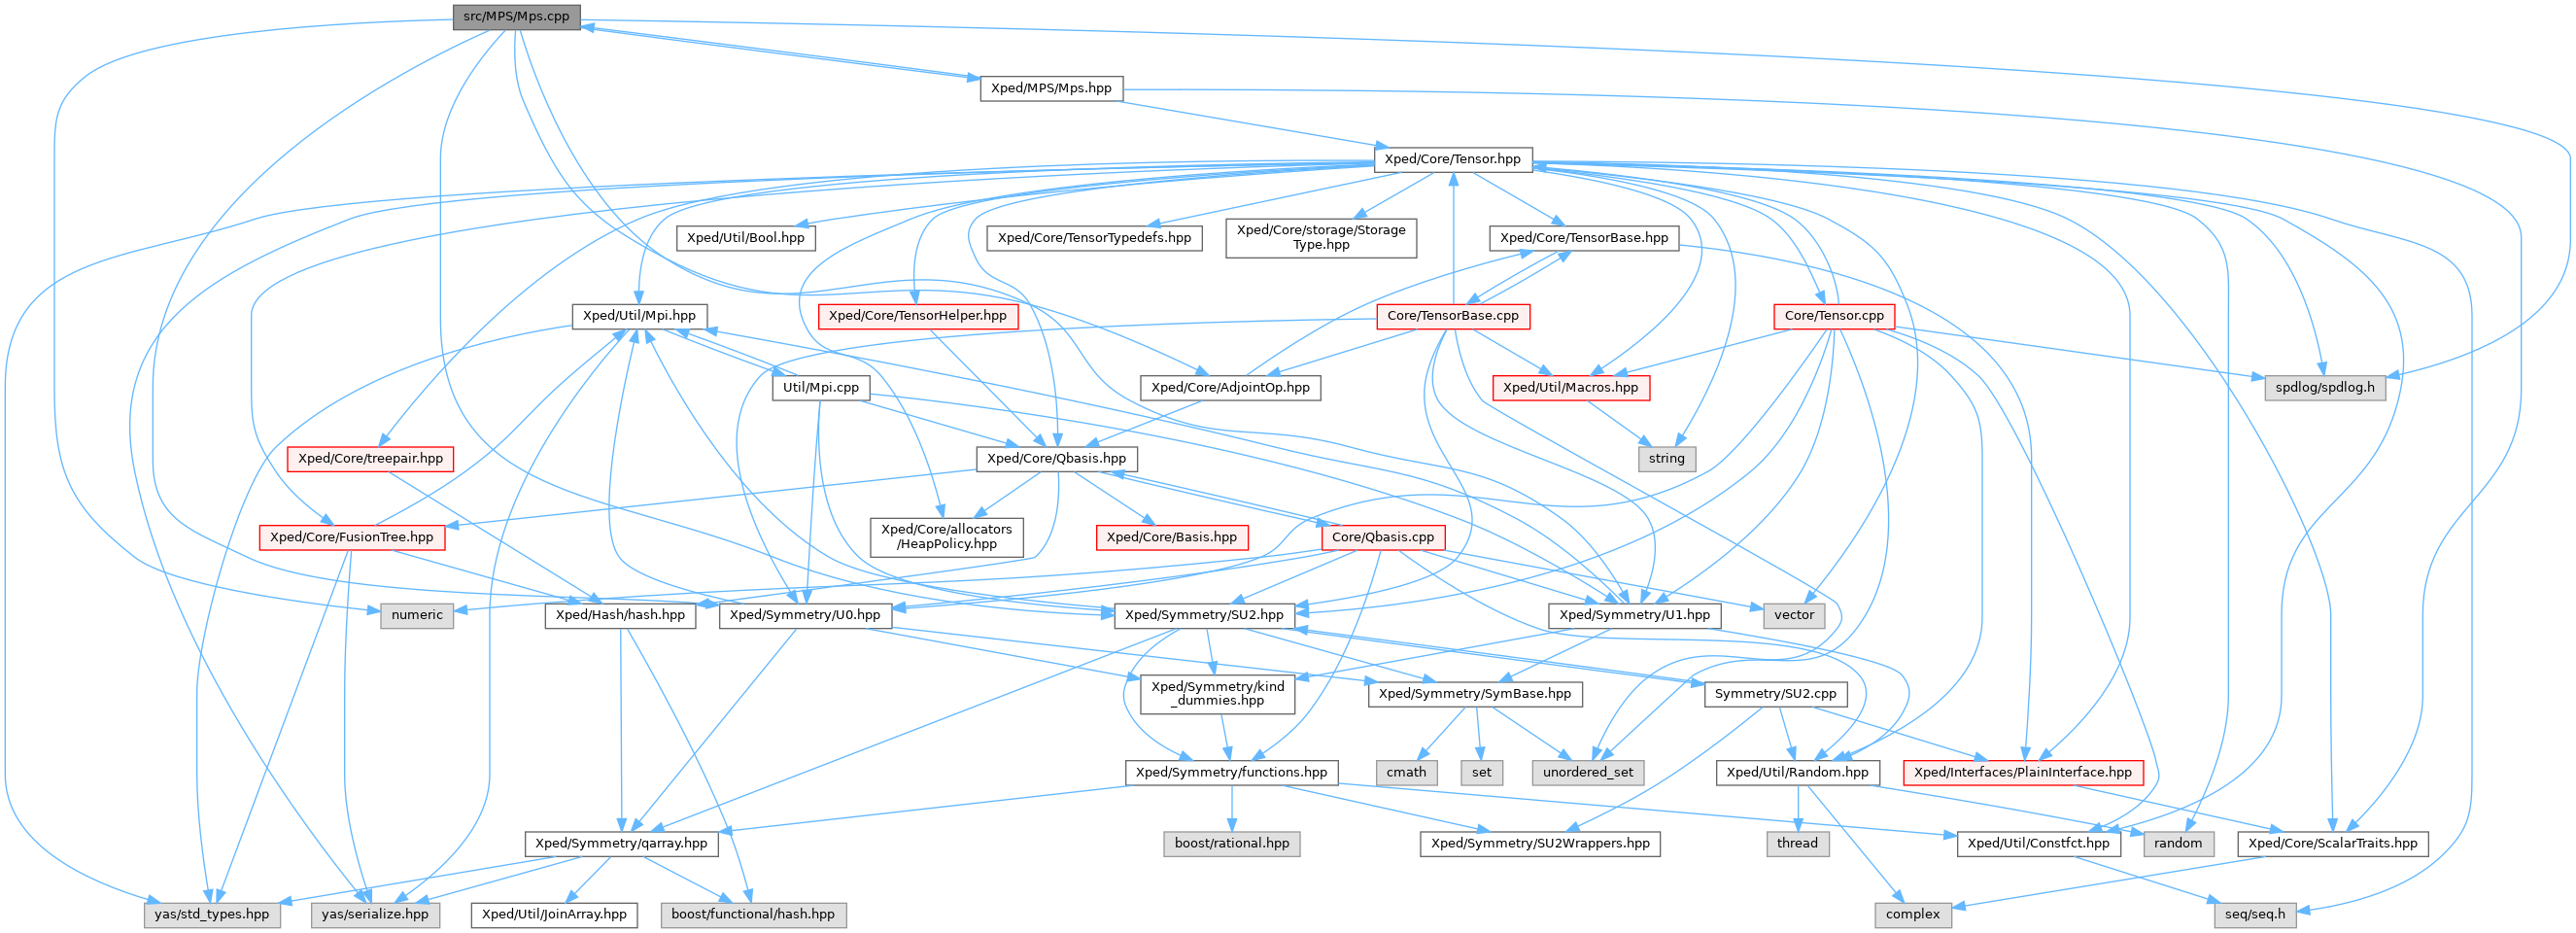 src/MPS/Mps.cpp
Xped/MPS/Mps.hpp
Xped/Core/Tensor.hpp
Xped/Util/Bool.hpp
Xped/Core/TensorTypedefs.hpp
Xped/Core/storage/Storage
Type.hpp
Xped/Core/TensorBase.hpp
Xped/Util/Mpi.hpp
Xped/Core/TensorHelper.hpp
Core/TensorBase.cpp
Core/Tensor.cpp
Util/Mpi.cpp
Xped/Core/AdjointOp.hpp
Xped/Util/Macros.hpp
spdlog/spdlog.h
Xped/Core/treepair.hpp
Xped/Core/Qbasis.hpp
string
Xped/Core/FusionTree.hpp
Xped/Core/allocators
/HeapPolicy.hpp
Xped/Core/Basis.hpp
Core/Qbasis.cpp
numeric
Xped/Hash/hash.hpp
Xped/Symmetry/U0.hpp
Xped/Symmetry/SU2.hpp
Xped/Symmetry/U1.hpp
vector
Xped/Symmetry/kind
_dummies.hpp
Xped/Symmetry/SymBase.hpp
Symmetry/SU2.cpp
Xped/Symmetry/functions.hpp
cmath
set
unordered_set
Xped/Util/Random.hpp
Xped/Interfaces/PlainInterface.hpp
Xped/Symmetry/qarray.hpp
boost/rational.hpp
Xped/Symmetry/SU2Wrappers.hpp
thread
Xped/Util/Constfct.hpp
random
Xped/Core/ScalarTraits.hpp
yas/std_types.hpp
yas/serialize.hpp
Xped/Util/JoinArray.hpp
boost/functional/hash.hpp
complex
seq/seq.h